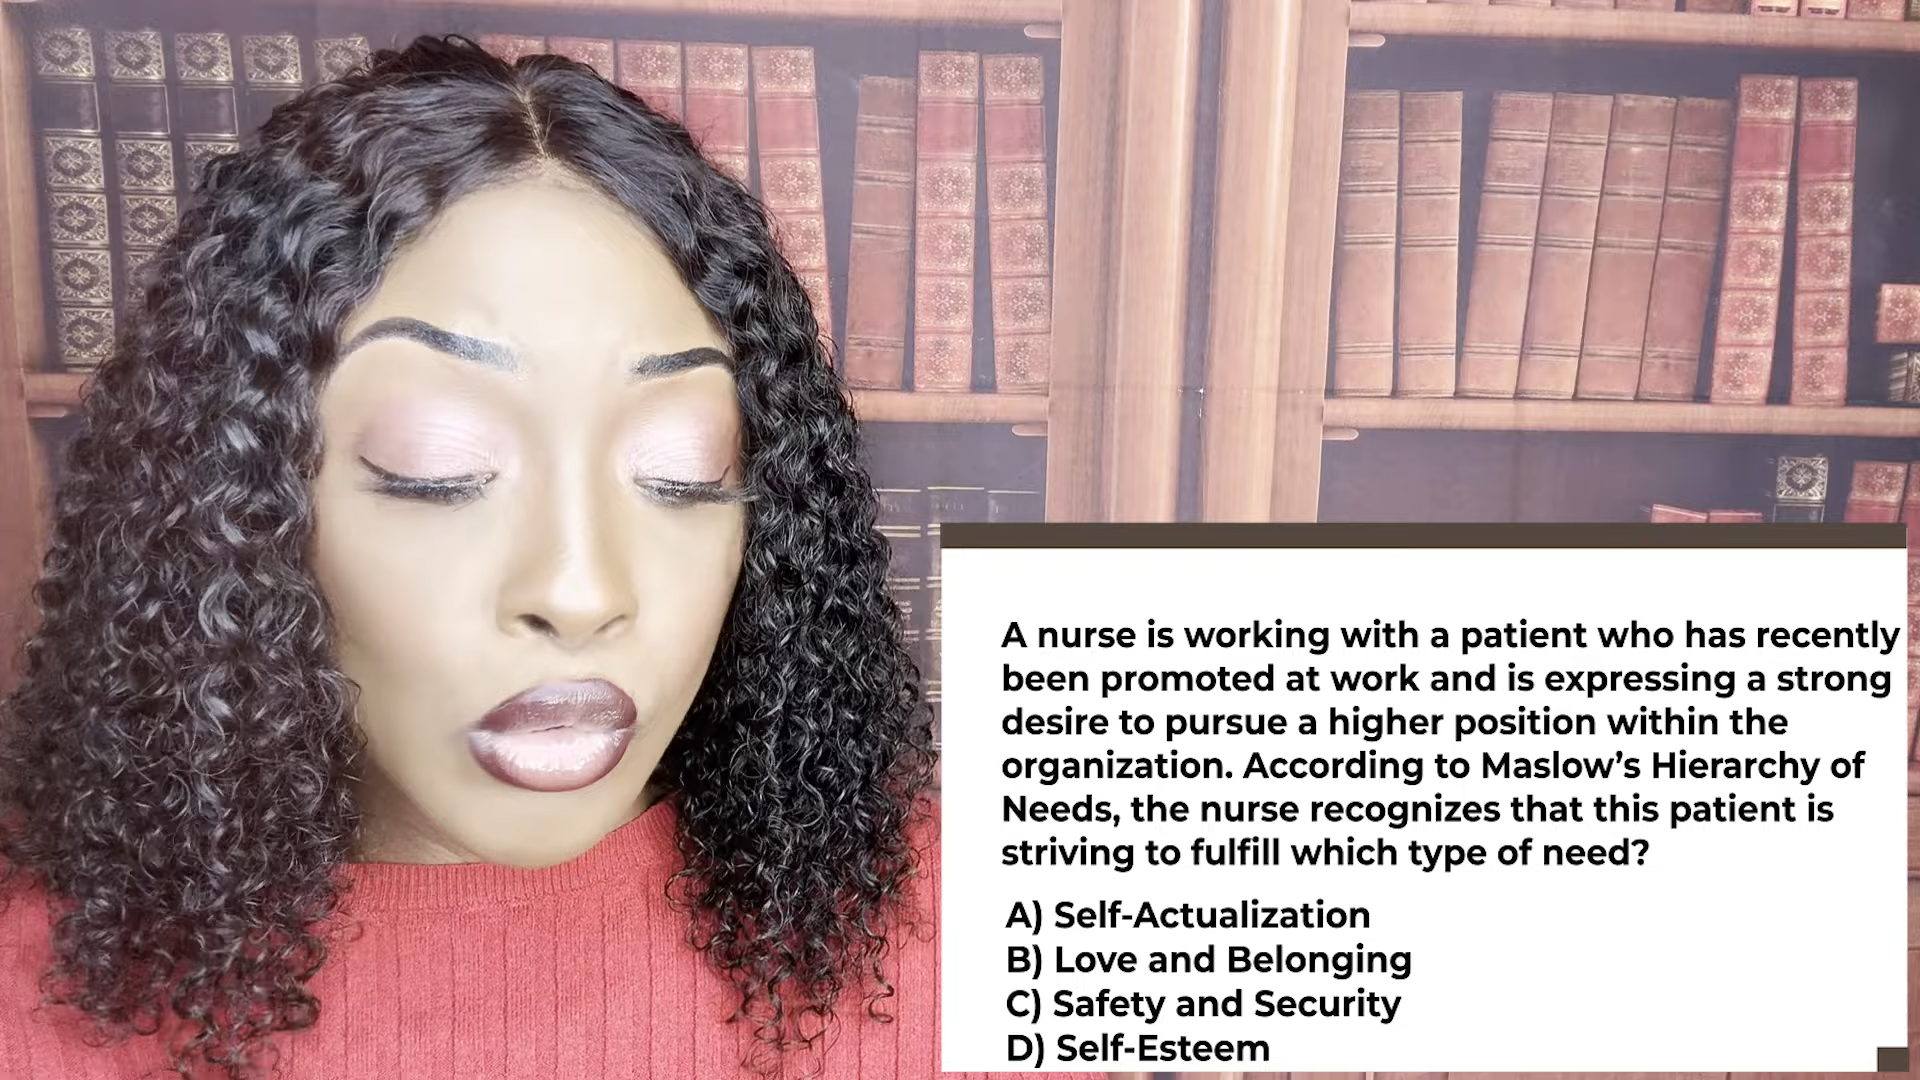 A nurse is working with a patient who has recently
been promoted at work and is expressing a strong
desire to pursue a higher position within the
organization. According to Maslow’s Hierarchy of
Needs, the nurse recognizes that this patient is
striving to fulfill which type of need?
A) Self-Actualization
B) Love and Belonging
C) Safety and Security
D) Self-Esteem